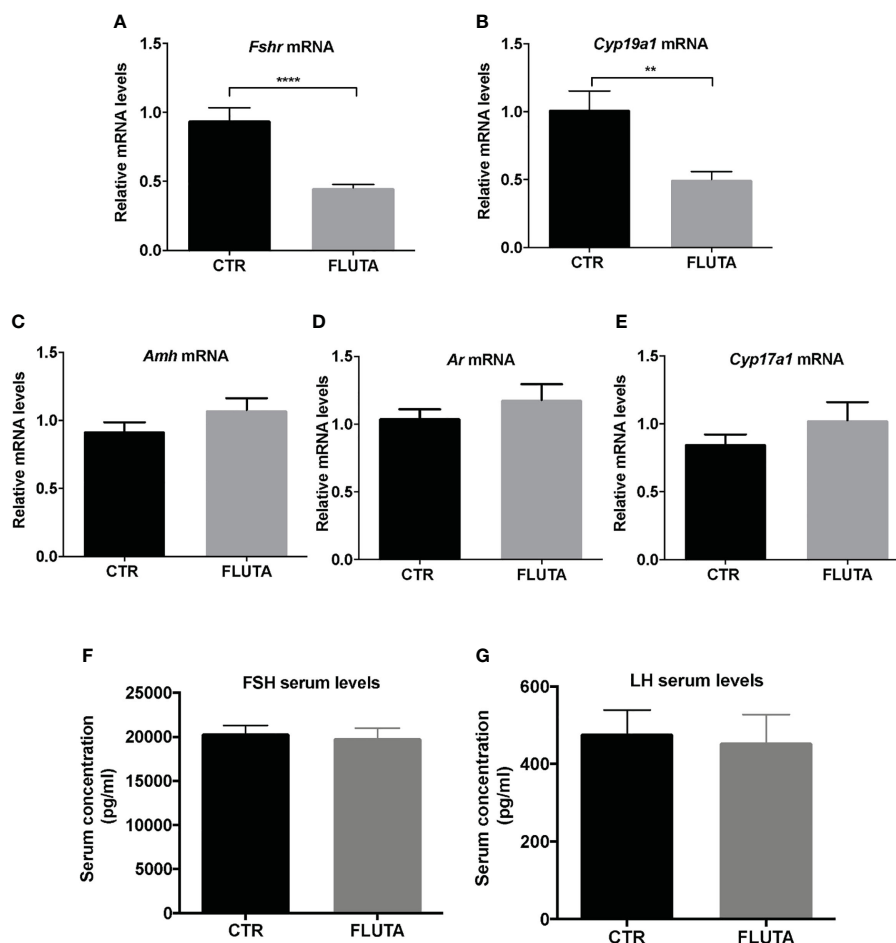 A
Fshr mRNA
Relative mRNA levels
1.5
1.0
0.5
0.0
****
CTR
FLUTA
B
Cyp19a1 mRNA
Relative mRNA levels
1.5
1.0
0.5
0.0
**
CTR
FLUTA
C
Amh mRNA
Relative mRNA levels
1.5
1.0
0.5
0.0
CTR
FLUTA
D
Ar mRNA
Relative mRNA levels
1.5
1.0
0.5
0.0
CTR
FLUTA
E
Cyp17a1 mRNA
Relative mRNA levels
1.5
1.0
0.5
0.0
CTR
FLUTA
F
FSH serum levels
Serum concentration
(pg/ml)
25000
20000
15000
10000
5000
0
CTR
FLUTA
G
LH serum levels
Serum concentration
(pg/ml)
600
400
200
0
CTR
FLUTA